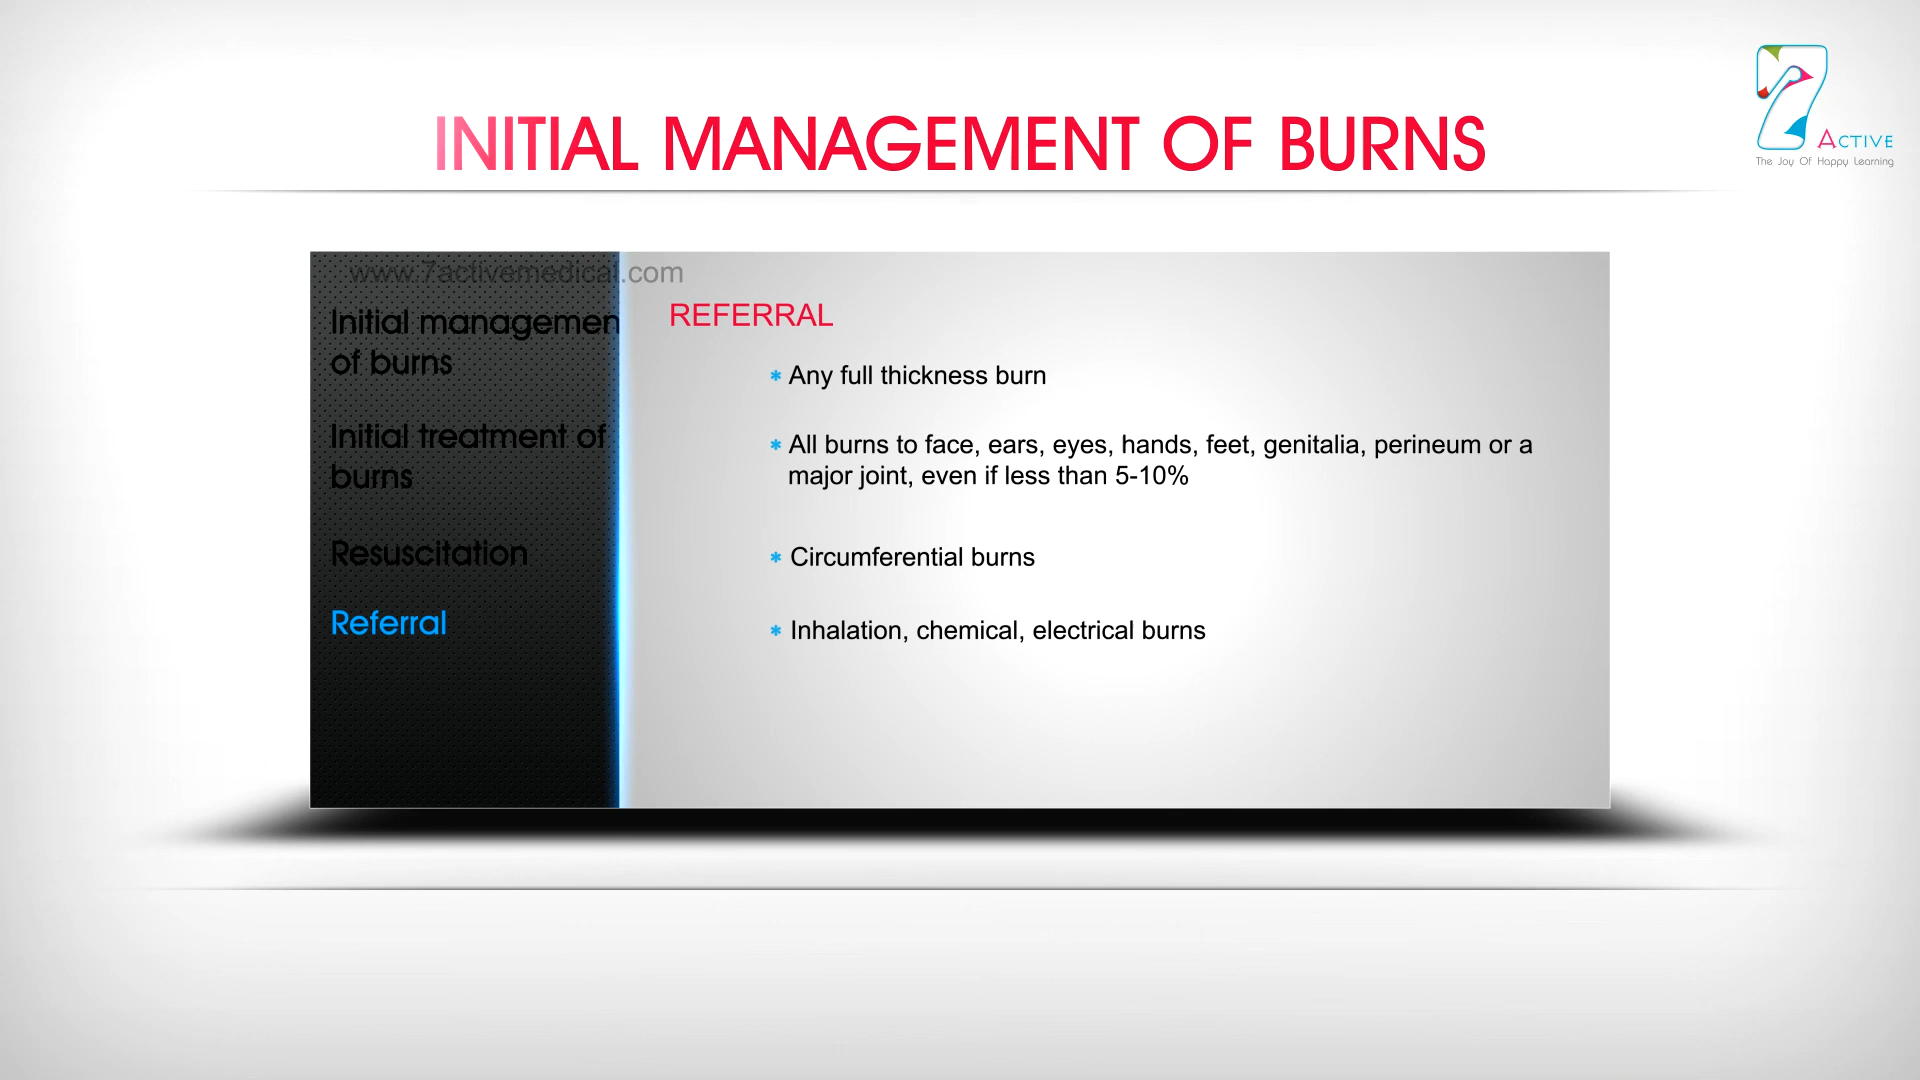 INITIAL MANAGEMENT OF BURNS
7
ACTIVE
The Joy Of Happy Learning
www.7activemedical.com
Initial managemen
of burns
Initial treatment of
burns
Resuscitation
Referral
REFERRAL
* Any full thickness burn
* All burns to face, ears, eyes, hands, feet, genitalia, perineum or a
major joint, even if less than 5-10%
* Circumferential burns
* Inhalation, chemical, electrical burns